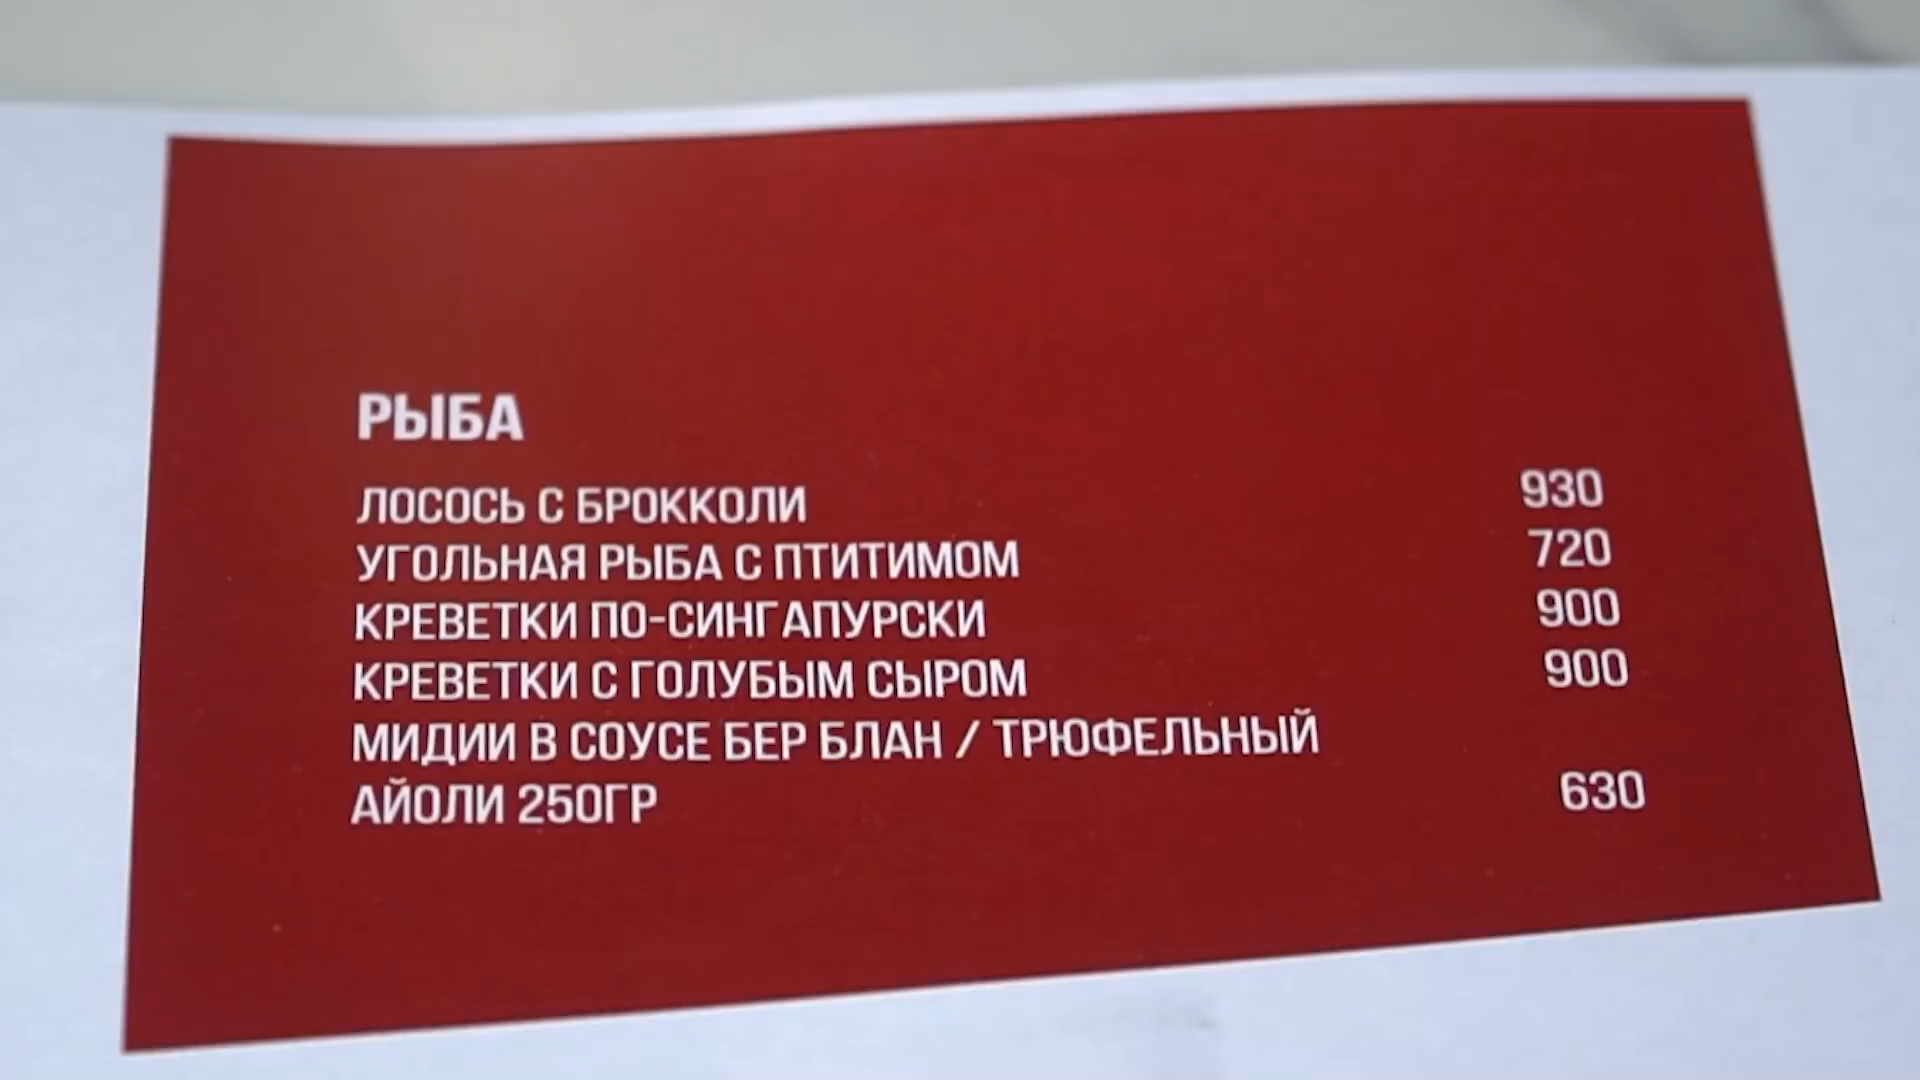 РЫБА
ЛОСОСЬ С БРОККОЛИ 930
УГОЛЬНАЯ РЫБА С ПТИТИМОМ 720
КРЕВЕТКИ ПО-СИНГАПУРСКИ 900
КРЕВЕТКИ С ГОЛУБЫМ СЫРОМ 900
МИДИИ В СОУСЕ БЕР БЛАН / ТРЮФЕЛЬНЫЙ
АЙОЛИ 250ГР 630